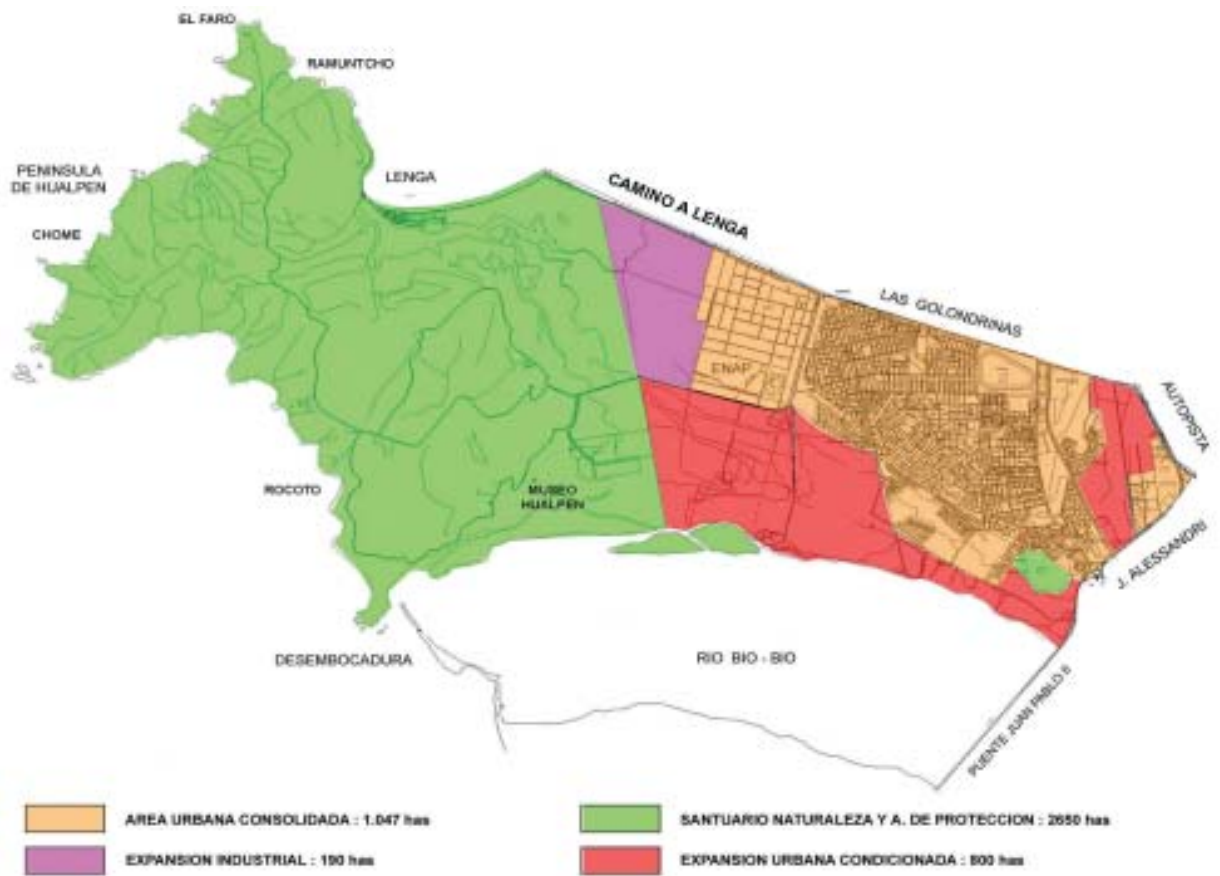 EL FARO
RAMUNTCHO
PENINSULA
DE HUALPEN
LENGA
CAMINO A LENGA
CHOME
LAS GOLONDRINAS
AUTOPISTA
ENAP
ROCOTO
MUSEO
HUALPEN
J. ALESSANDRI
DESEMBOCADURA
RIO BIO - BIO
PUENTE JUAN PABLO II
AREA URBANA CONSOLIDADA : 1.047 has
SANTUARIO NATURALEZA Y A. DE PROTECCION : 2650 has
EXPANSION INDUSTRIAL : 190 has
EXPANSION URBANA CONDICIONADA : 800 has